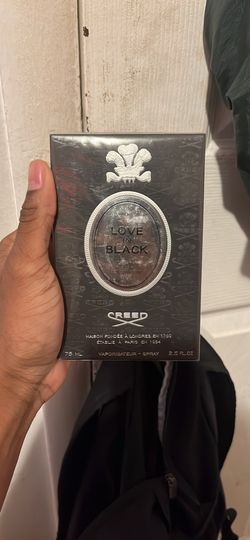 LOVE
IN
BLACK
CREED
MAISON FONDÉE À LONDRES EN 1760
ÉTABLIE À PARIS EN 1854
75 ML VAPORISATEUR - SPRAY 2.5 FL.OZ